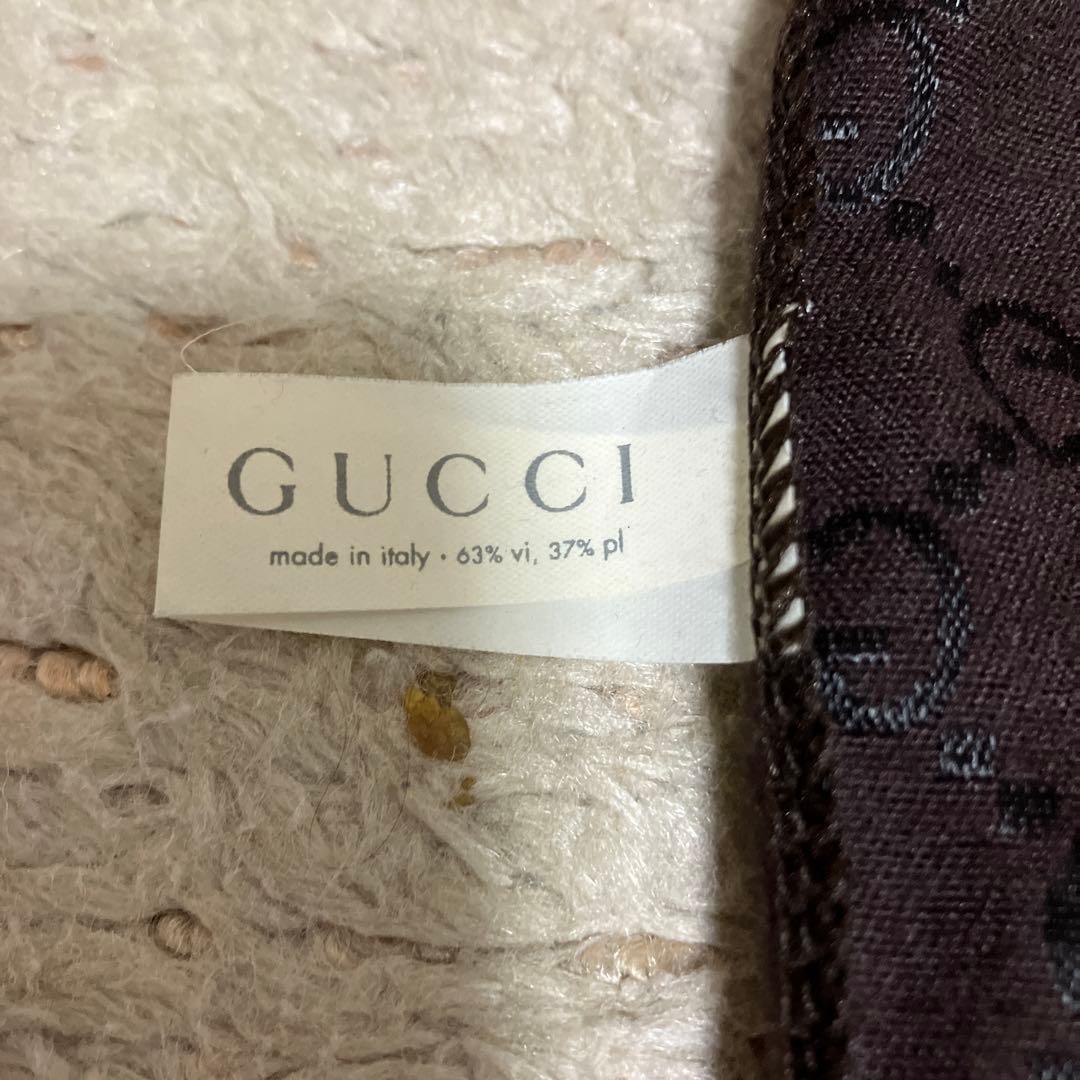 GUCCI
made in italy • 63% vi, 37% pl